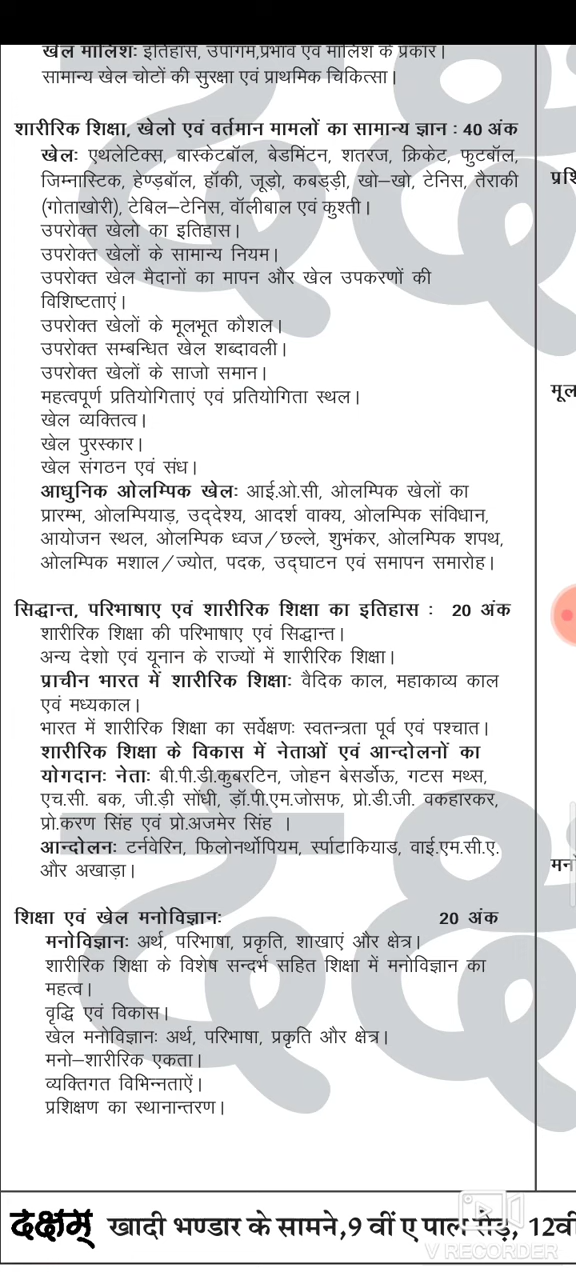 खेल मालिशः इतिहास, उपागम,प्रभाव एवं मालिश के प्रकार।
सामान्य खेल चोटों की सुरक्षा एवं प्राथमिक चिकित्सा।
शारीरिक शिक्षा, खेलो एवं वर्तमान मामलों का सामान्य ज्ञान : 40 अंक
खेलः एथलेटिक्स, बास्केटबॉल, बेडमिंटन, शतरज, क्रिकेट, फुटबॉल,
जिम्नास्टिक, हेण्ड़बॉल, हॉकी, जूड़ो, कबड़्ड़ी, खो–खो, टेनिस, तैराकी
(गोताखोरी), टेबिल–टेनिस, वॉलीबाल एवं कुश्ती।
उपरोक्त खेलो का इतिहास।
उपरोक्त खेलों के सामान्य नियम।
उपरोक्त खेल मैदानों का मापन और खेल उपकरणों की
विशिष्टताएं।
उपरोक्त खेलों के मूलभूत कौशल।
उपरोक्त सम्बन्धित खेल शब्दावली।
उपरोक्त खेलों के साजो समान।
महत्वपूर्ण प्रतियोगिताएं एवं प्रतियोगिता स्थल।
खेल व्यक्तित्व।
खेल पुरस्कार।
खेल संगठन एवं संध।
आधुनिक ओलम्पिक खेलः आई.ओ.सी, ओलम्पिक खेलों का
प्रारम्भ, ओलम्पियाड़, उद्देश्य, आदर्श वाक्य, ओलम्पिक संविधान,
आयोजन स्थल, ओलम्पिक ध्वज/छल्ले, शुभंकर, ओलम्पिक शपथ,
ओलम्पिक मशाल/ज्योत, पदक, उद्घाटन एवं समापन समारोह।
सिद्धान्त, परिभाषाए एवं शारीरिक शिक्षा का इतिहास : 20 अंक
शारीरिक शिक्षा की परिभाषाए एवं सिद्धान्त।
अन्य देशो एवं यूनान के राज्यों में शारीरिक शिक्षा।
प्राचीन भारत में शारीरिक शिक्षाः वैदिक काल, महाकाव्य काल
एवं मध्यकाल।
भारत में शारीरिक शिक्षा का सर्वेक्षणः स्वतन्त्रता पूर्व एवं पश्चात।
शारीरिक शिक्षा के विकास में नेताओं एवं आन्दोलनों का
योगदानः नेताः बी.पी.डी.कुबरटिन, जोहन बेसर्डोऊ, गटस मथ्स,
एच.सी. बक, जी.ड़ी सोंधी, ड़ॉ.पी.एम.जोसफ, प्रो.डी.जी. वकहारकर,
प्रो.करण सिंह एवं प्रो.अजमेर सिंह ।
आन्दोलनः टर्नवेरिन, फिलोनर्थोपियम, र्स्पाटाकियाड, वाई.एम.सी.ए.
और अखाड़ा।
शिक्षा एवं खेल मनोविज्ञानः 20 अंक
मनोविज्ञानः अर्थ, परिभाषा, प्रकृति, शाखाएं और क्षेत्र।
शारीरिक शिक्षा के विशेष सन्दर्भ सहित शिक्षा में मनोविज्ञान का
महत्व।
वृद्धि एवं विकास।
खेल मनोविज्ञानः अर्थ, परिभाषा, प्रकृति और क्षेत्र।
मनो–शारीरिक एकता।
व्यक्तिगत विभिन्नताऐं।
प्रशिक्षण का स्थानान्तरण।
दक्षम् खादी भण्डार के सामने,9 वीं ए पाल रोड़, 12वीं
V RECORDER